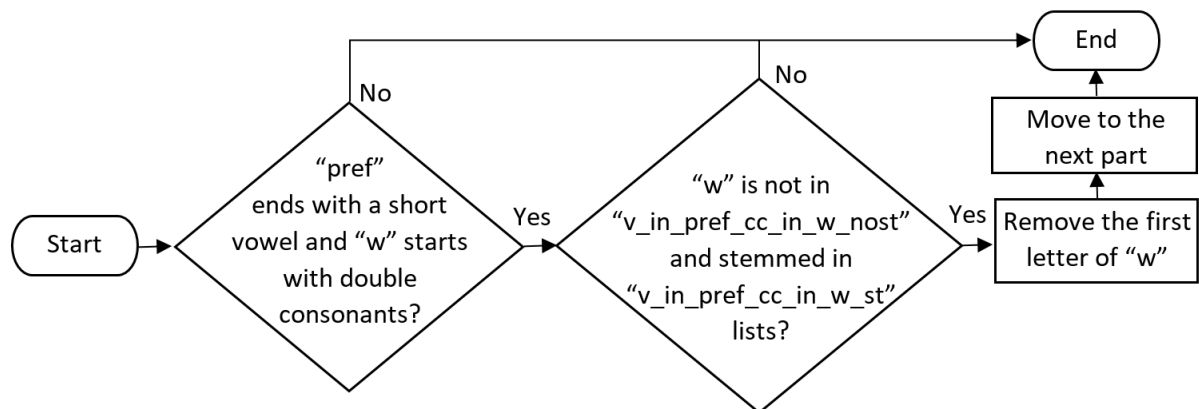 Start
“pref”
ends with a short
vowel and “w” starts
with double
consonants?
No
Yes
“w” is not in
“v_in_pref_cc_in_w_nost”
and stemmed in
“v_in_pref_cc_in_w_st”
lists?
No
Yes
Remove the first
letter of “w”
Move to the
next part
End